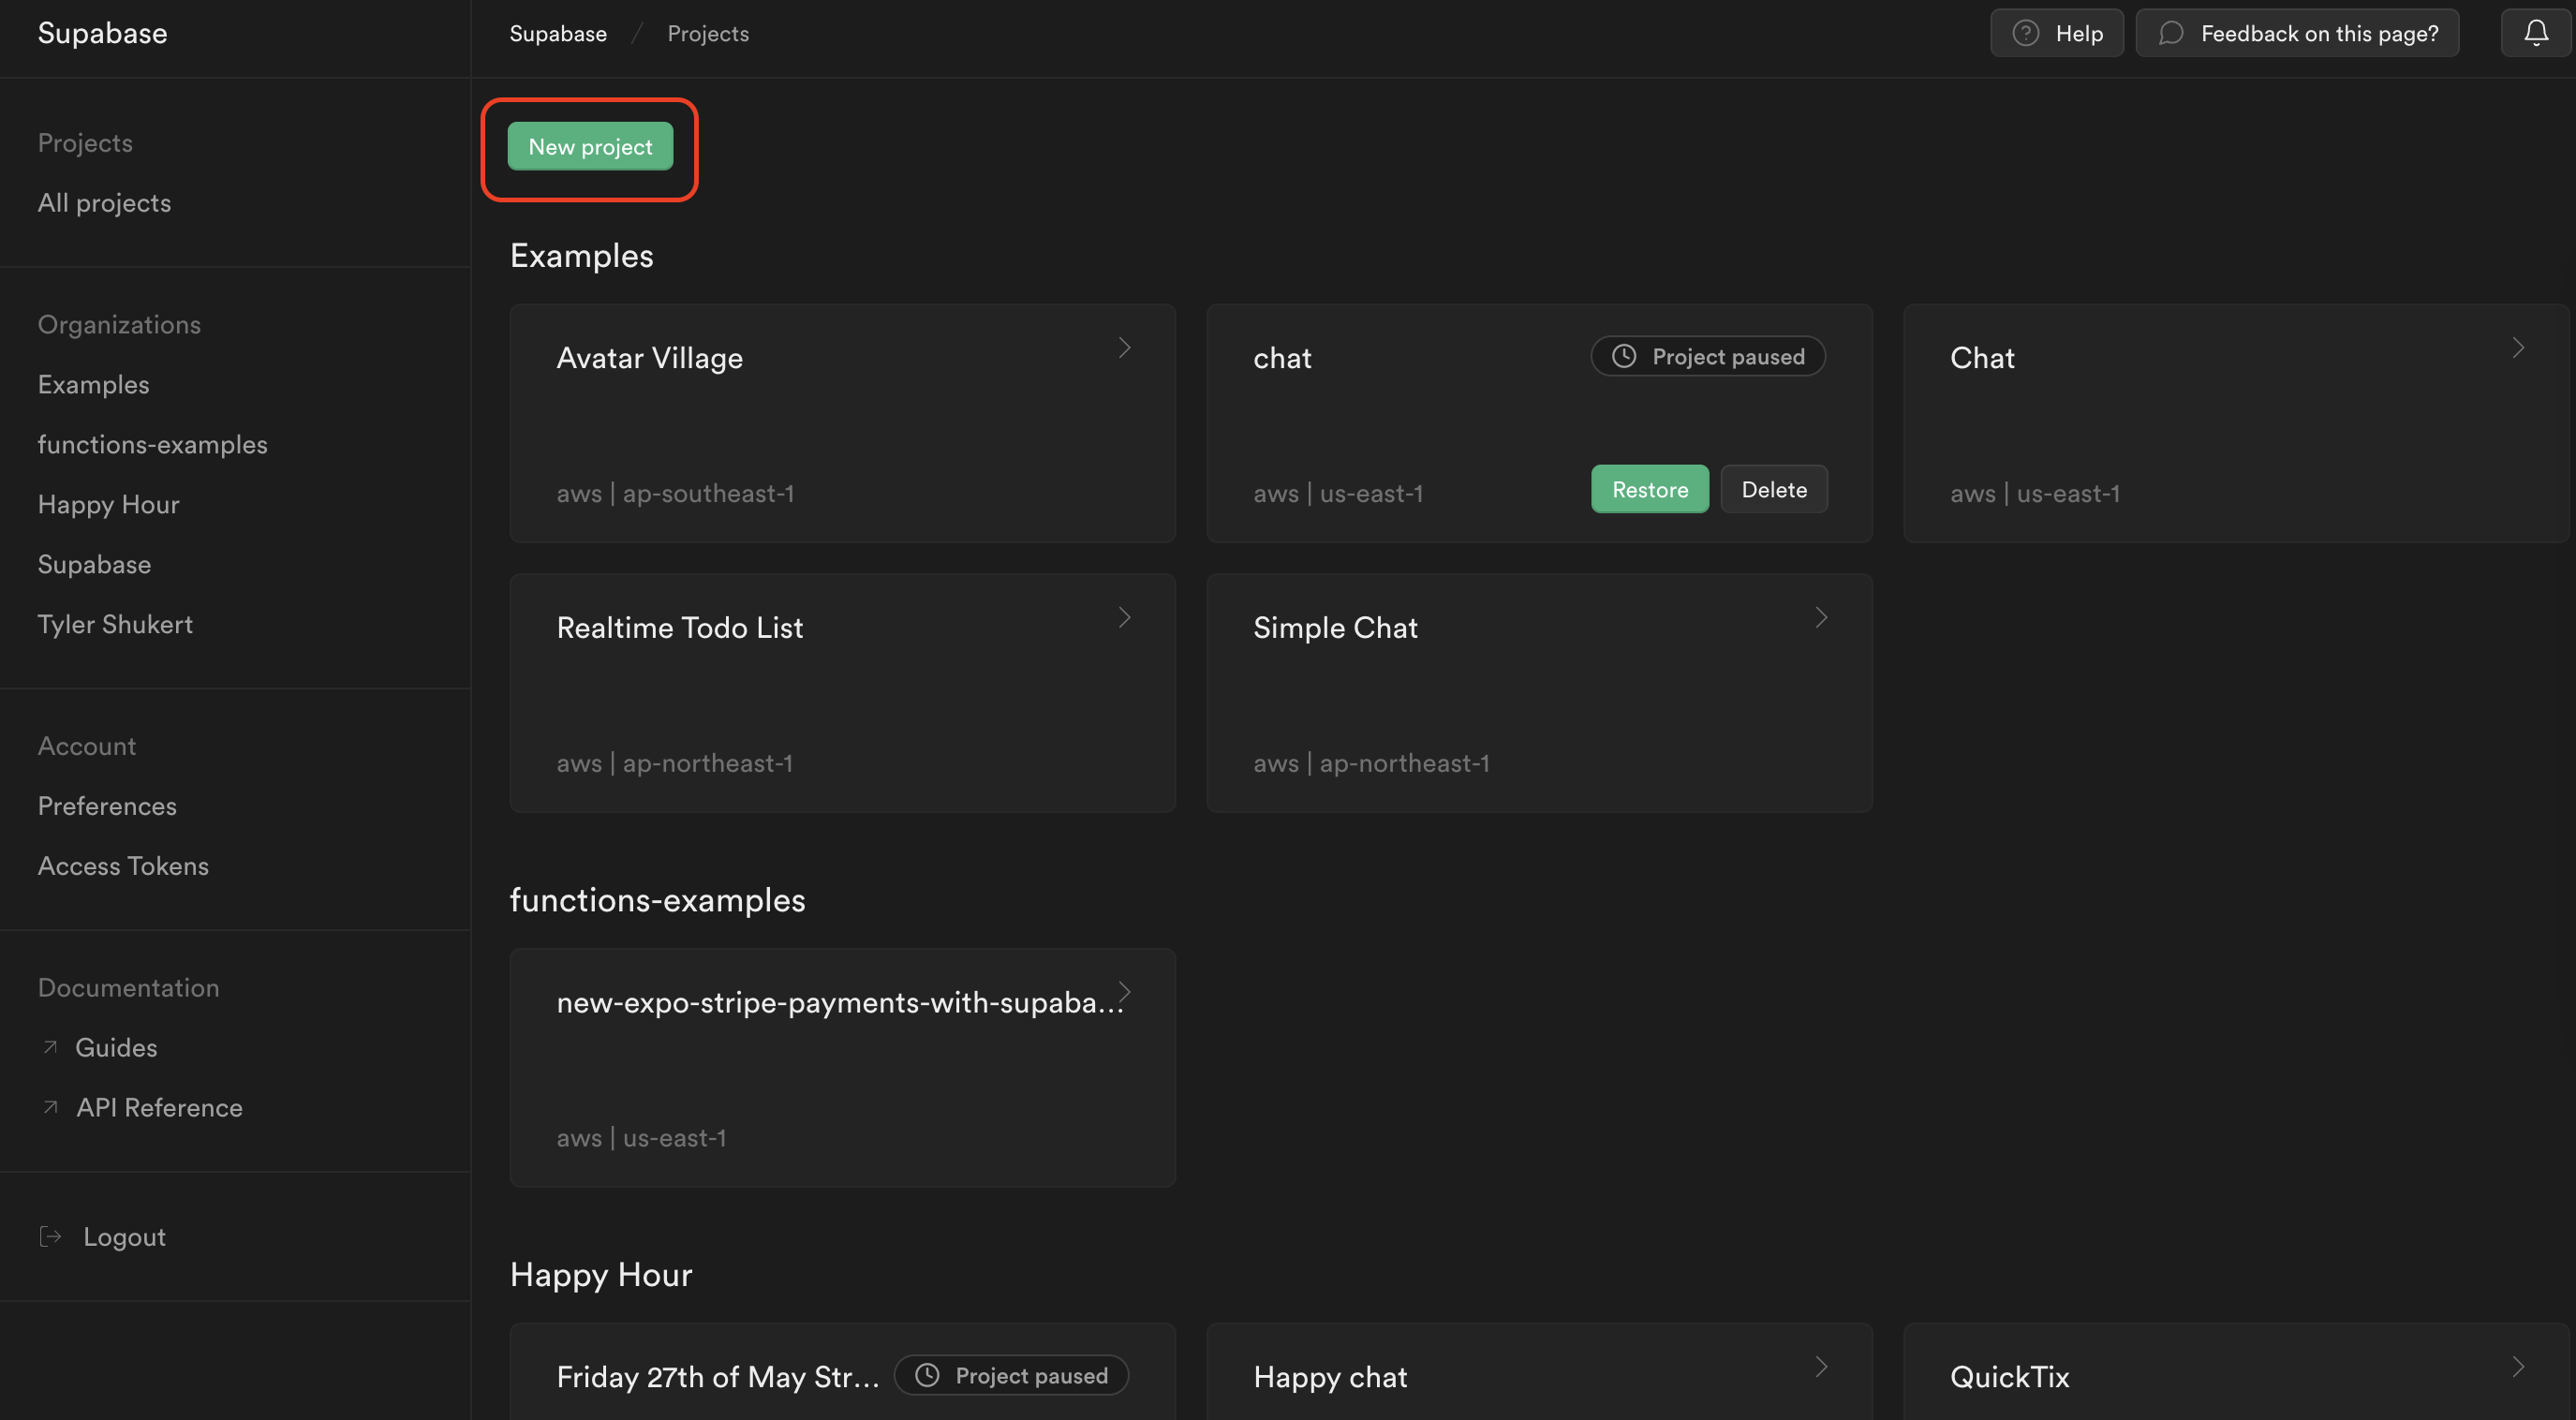 Supabase
Supabase / Projects
Help
Feedback on this page?
Projects
All projects
Organizations
Examples
functions-examples
Happy Hour
Supabase
Tyler Shukert
Account
Preferences
Access Tokens
Documentation
Guides
API Reference
Logout
New project
Examples
Avatar Village
aws | ap-southeast-1
chat
Project paused
aws | us-east-1
Restore
Delete
Chat
aws | us-east-1
Realtime Todo List
aws | ap-northeast-1
Simple Chat
aws | ap-northeast-1
functions-examples
new-expo-stripe-payments-with-supaba...
aws | us-east-1
Happy Hour
Friday 27th of May Str...
Project paused
Happy chat
QuickTix